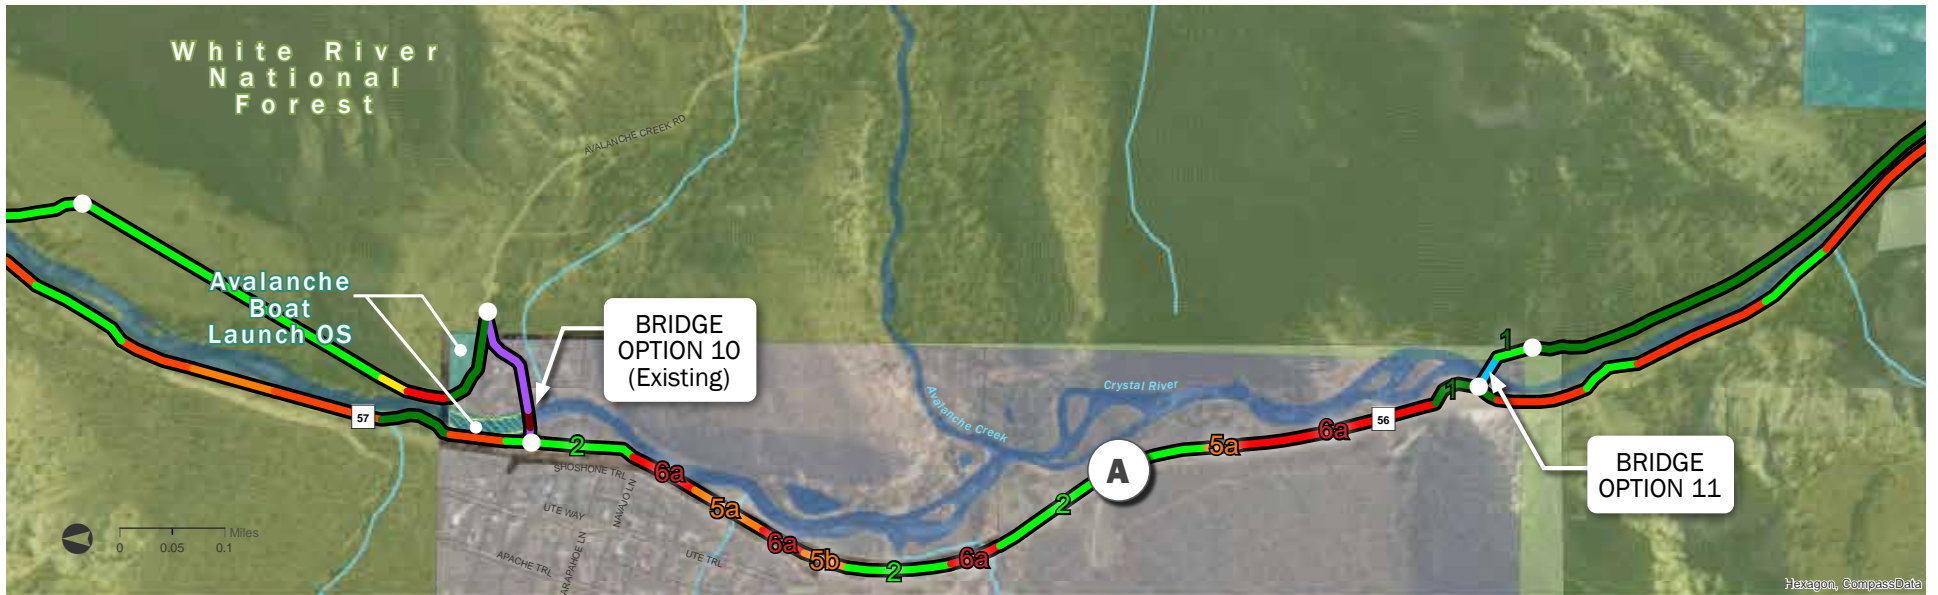 White River
National
Forest
AVALANCHE CREEK RD
Avalanche
Boat
Launch OS
BRIDGE
OPTION 10
(Existing)
Avalanche Creek
Crystal River
1
1
57
56
2
6a
5a
6a
5b
2
6a
2
A
5a
6a
BRIDGE
OPTION 11
SHOSHONE TRL
NAVAJO LN
UTE WAY
ARAPAHOE LN
APACHE TRL
UTE TRL
Miles
0 0.05 0.1
Hexagon, CompassData